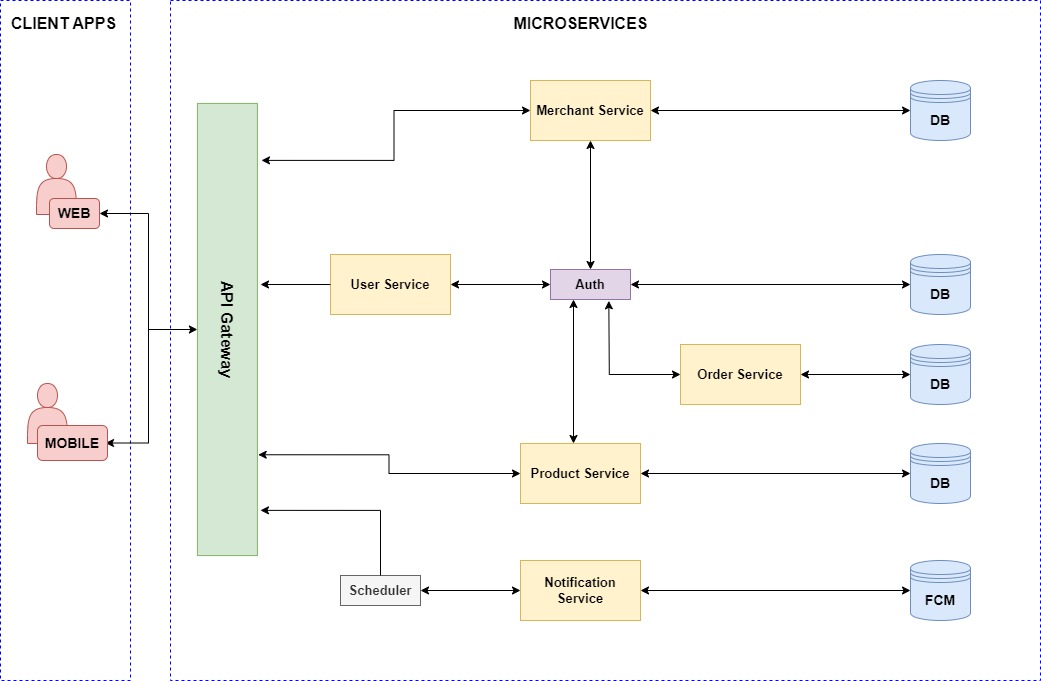 CLIENT APPS
MICROSERVICES
Merchant Service
DB
WEB
API Gateway
User Service
Auth
DB
Order Service
DB
MOBILE
Product Service
DB
Scheduler
Notification
Service
FCM